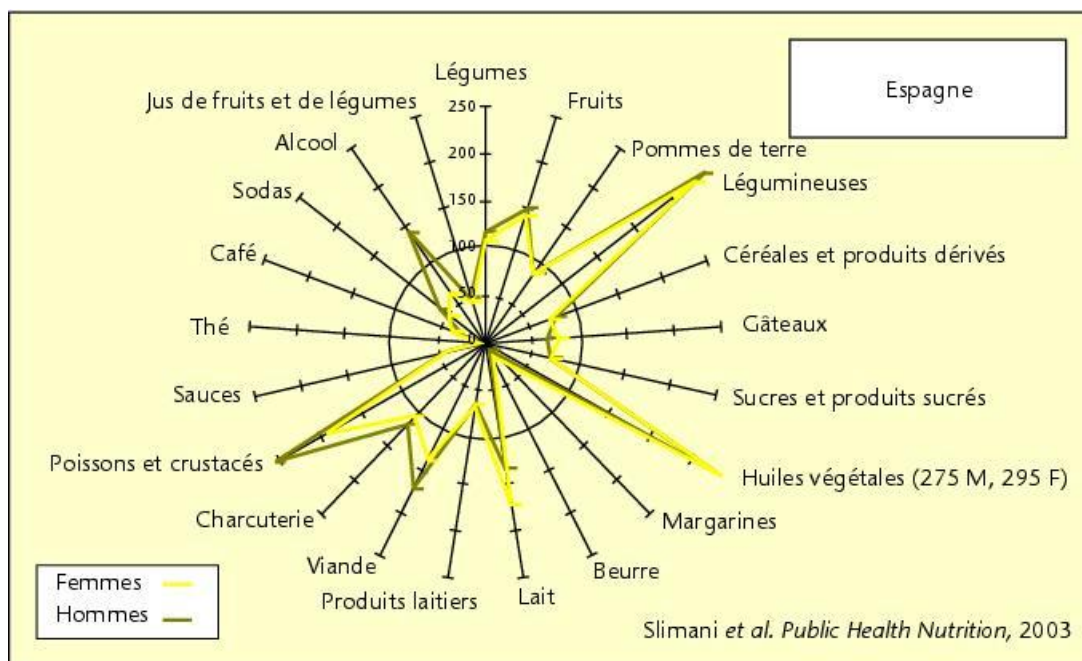 Espagne
Légumes
Fruits
Pommes de terre
Légumineuses
Céréales et produits dérivés
Gâteaux
Sucres et produits sucrés
Huiles végétales (275 M, 295 F)
Margarines
Beurre
Lait
Produits laitiers
Viande
Charcuterie
Poissons et crustacés
Sauces
Thé
Café
Sodas
Alcool
Jus de fruits et de légumes
250
200
150
100
50
0
Femmes
Hommes
Slimani et al. Public Health Nutrition, 2003